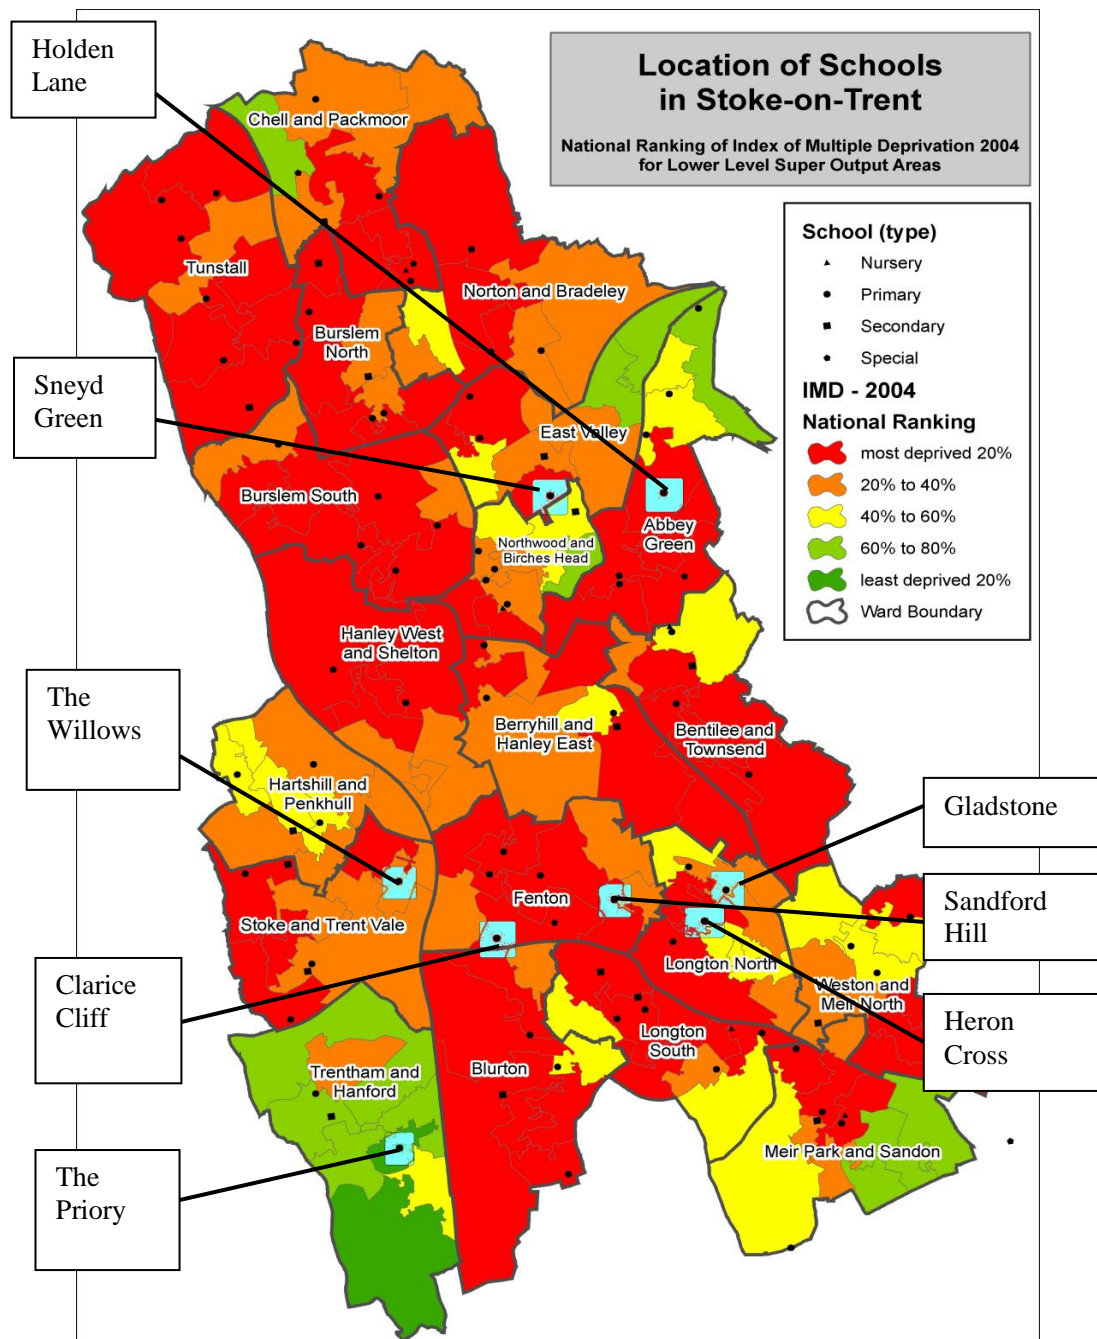 Holden
Lane
Location of Schools
in Stoke-on-Trent
National Ranking of Index of Multiple Deprivation 2004
for Lower Level Super Output Areas
School (type)
Nursery
Primary
Secondary
Special
IMD - 2004
National Ranking
most deprived 20%
20% to 40%
40% to 60%
60% to 80%
least deprived 20%
Ward Boundary
Chell and Packmoor
Tunstall
Norton and Bradeley
Burslem
North
Sneyd
Green
East Valley
Burslem South
Abbey
Green
Northwood and
Birches Head
Hanley West
and Shelton
The
Willows
Berryhill and
Hanley East
Bentilee and
Townsend
Hartshill and
Penkhull
Gladstone
Fenton
Sandford
Hill
Stoke and Trent Vale
Longton North
Clarice
Cliff
Weston and
Meir North
Heron
Cross
Longton
South
Blurton
Trentham and
Hanford
Meir Park and Sandon
The
Priory